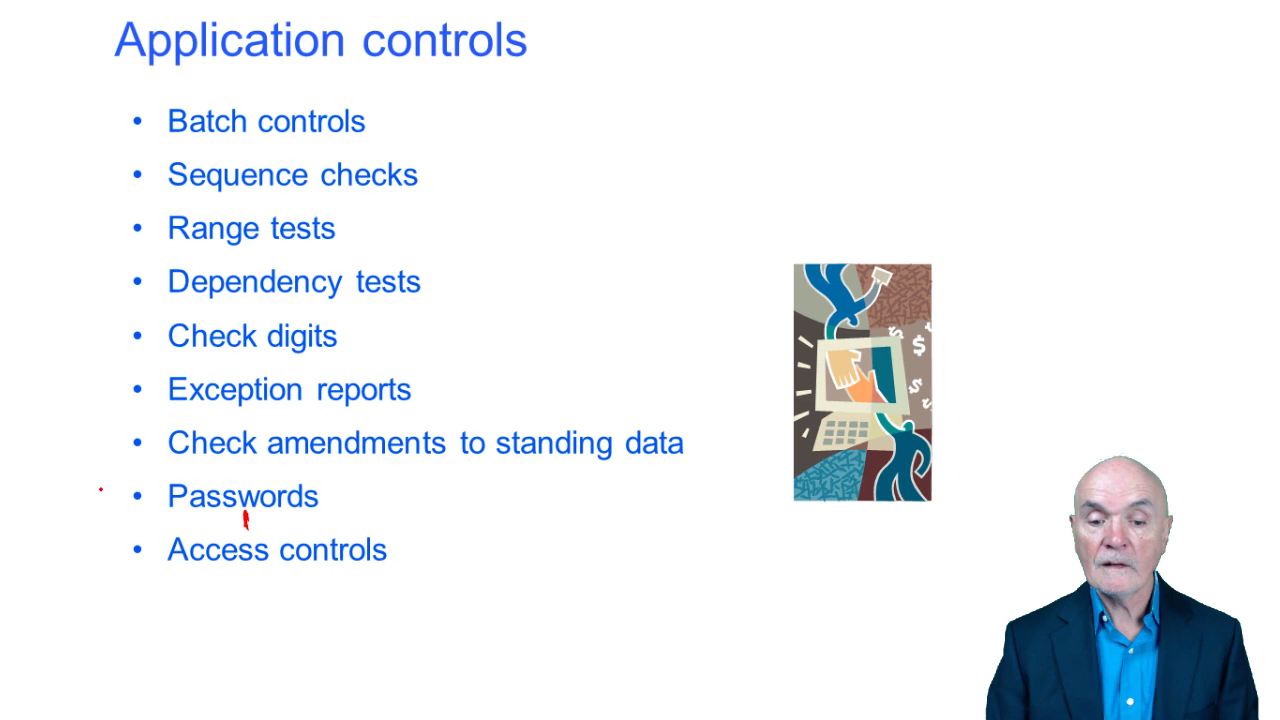 Application controls
• Batch controls
• Sequence checks
• Range tests
• Dependency tests
• Check digits
• Exception reports
• Check amendments to standing data
• Passwords
• Access controls